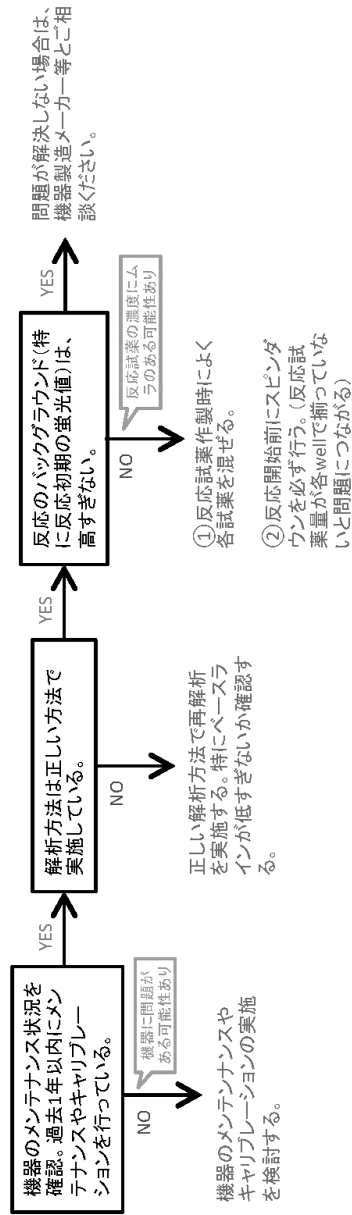 機器のメンテナンス状況を
確認。過去1年以内にメン
テナンスやキャリブレー
ションを行っている。
YES
NO
機器に問題が
ある可能性あり
機器のメンテンナンスや
キャリブレーションの実施
を検討する。
解析方法は正しい方法で
実施している。
YES
NO
正しい解析方法で再解析
を実施する。特にベースラ
インが低すぎないか確認す
る。
反応のバックグラウンド(特
に反応初期の蛍光値)は、
高すぎない。
YES
NO
反応試薬の濃度にム
ラのある可能性あり
①反応試薬作製時によく
各試薬を混ぜる。
②反応開始前にスピンダ
ウンを必ず行う。(反応試
薬量が各wellで揃っていな
いと問題につながる)
問題が解決しない場合は、
機器製造メーカー等とご相
談ください。